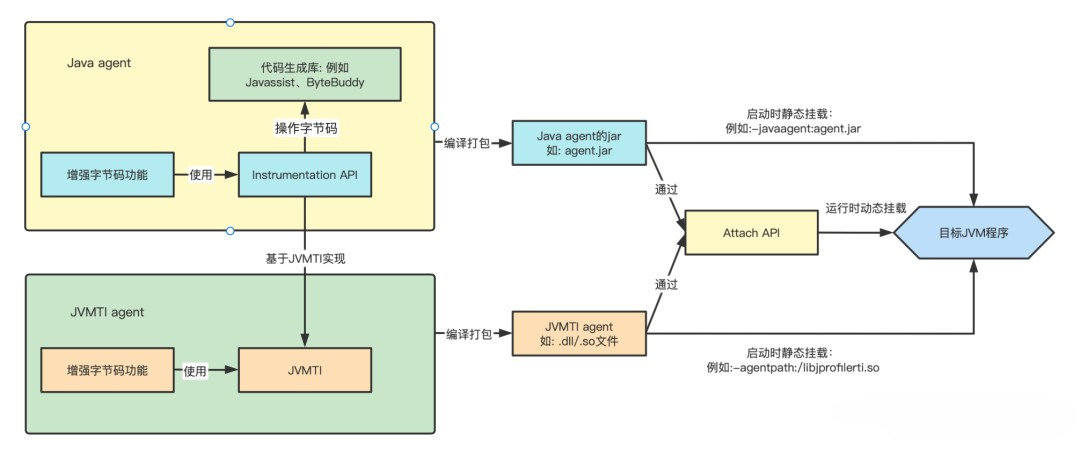 Java agent
代码生成库: 例如
Javassist、ByteBuddy
操作字节码
增强字节码功能
使用
Instrumentation API
基于JVMTI实现
JVMTI agent
增强字节码功能
使用
JVMTI
编译打包
Java agent的jar
如: agent.jar
启动时静态挂载:
例如:-javaagent:agent.jar
通过
Attach API
运行时动态挂载
目标JVM程序
通过
编译打包
JVMTI agent
如: .dll/.so文件
启动时静态挂载:
例如:-agentpath:/libjprofilerti.so